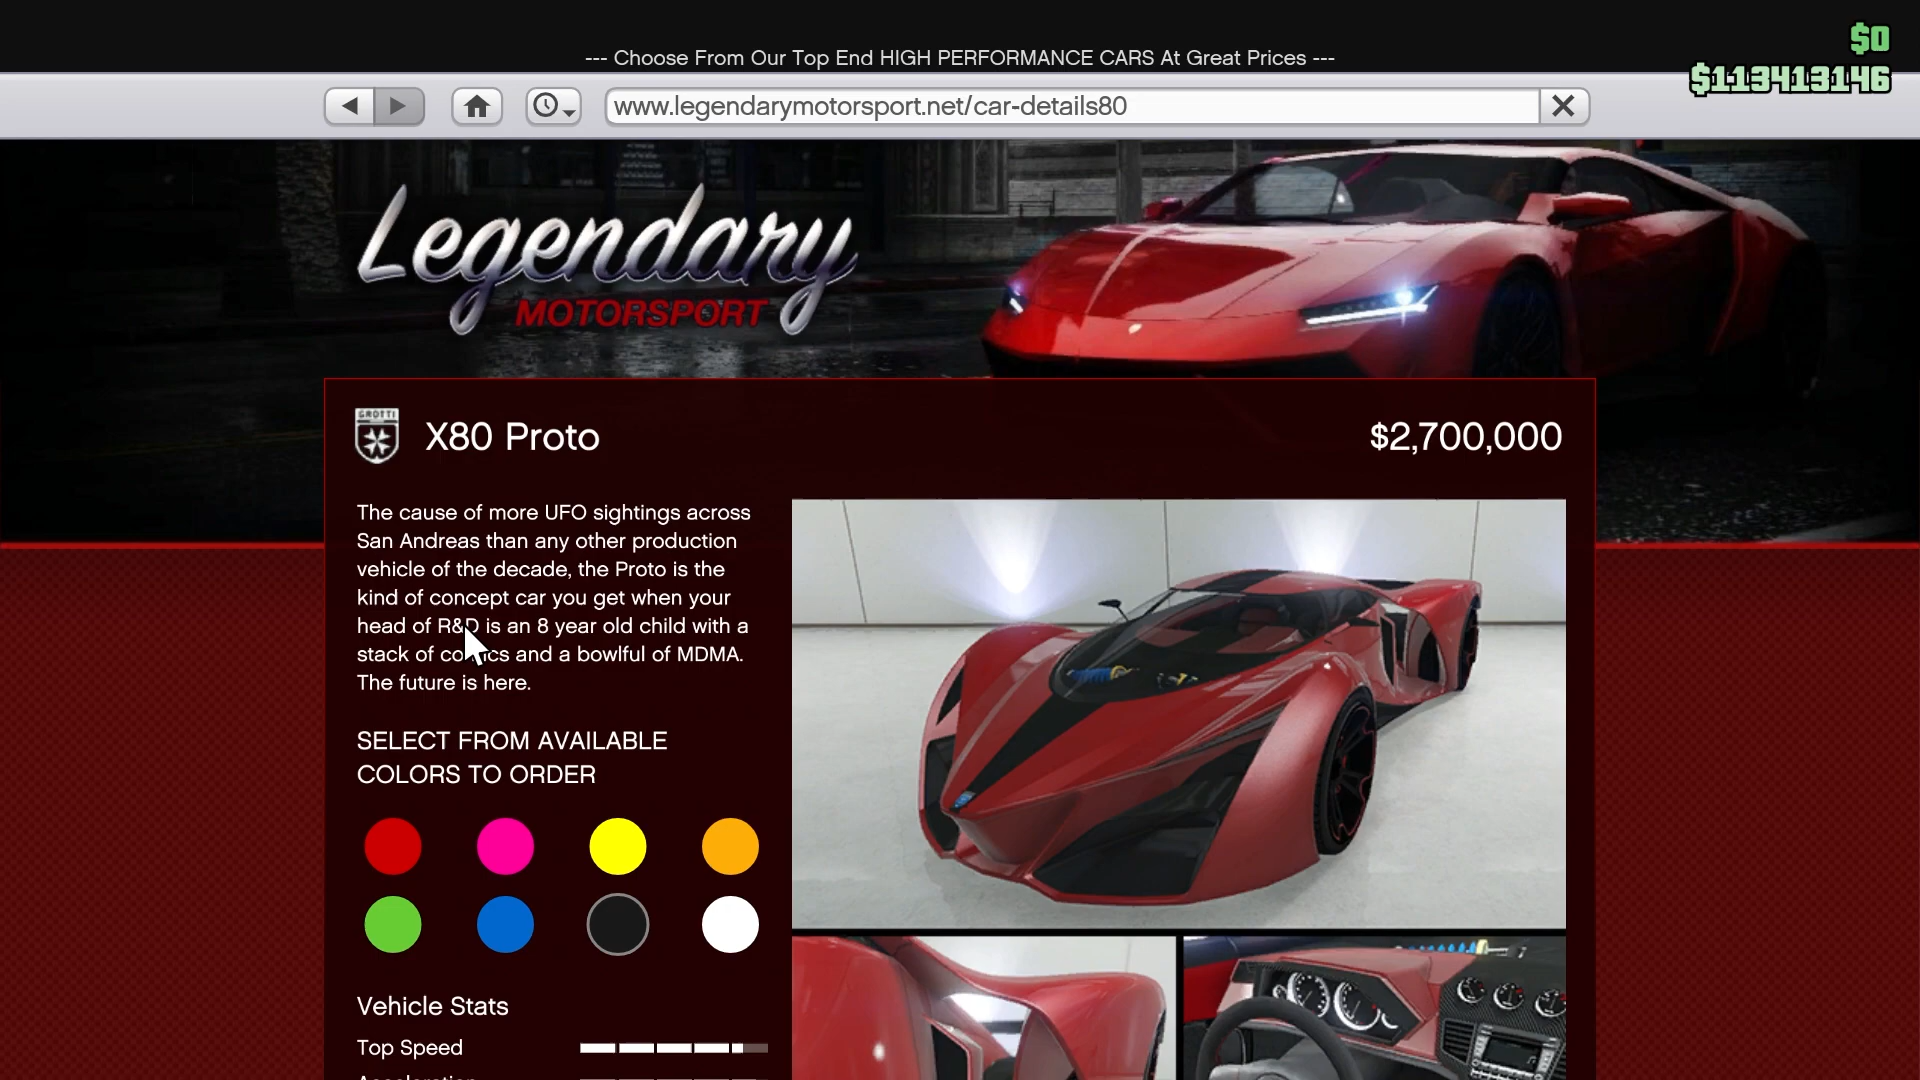 --- Choose From Our Top End HIGH PERFORMANCE CARS At Great Prices ---
$0
$113413146
www.legendarymotorsport.net/car-details80
Legendary
MOTORSPORT
GROTTI
X80 Proto
$2,700,000
The cause of more UFO sightings across
San Andreas than any other production
vehicle of the decade, the Proto is the
kind of concept car you get when your
head of R&D is an 8 year old child with a
stack of comics and a bowlful of MDMA.
The future is here.
SELECT FROM AVAILABLE
COLORS TO ORDER
Vehicle Stats
Top Speed
Acceleration